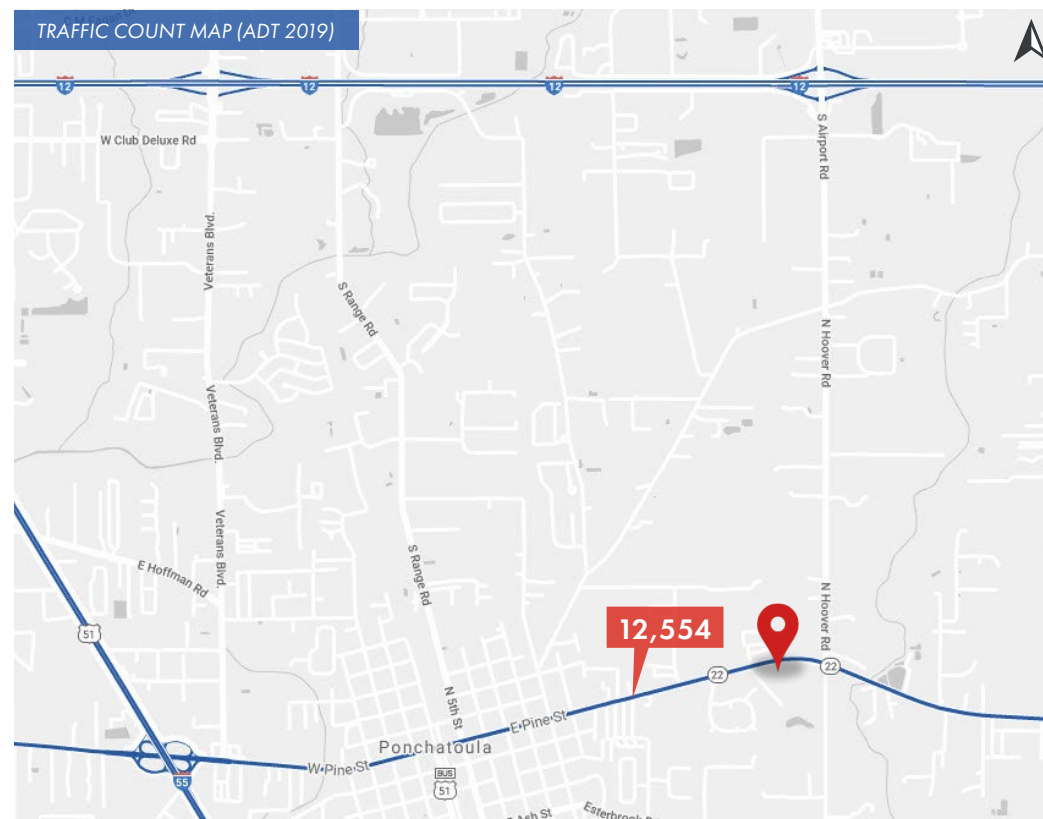 TRAFFIC COUNT MAP (ADT 2019)
12
12
12
12
W Club Deluxe Rd
S Airport Rd
Veterans Blvd.
S Range Rd
N Hoover Rd
Veterans Blvd.
Veterans Blvd.
E Hoffman Rd
S Range Rd
N Hoover Rd
51
12,554
22
22
N 5th St
E Pine St
Ponchatoula
W Pine St
55
BUS
51
Ash St
Esterbrook